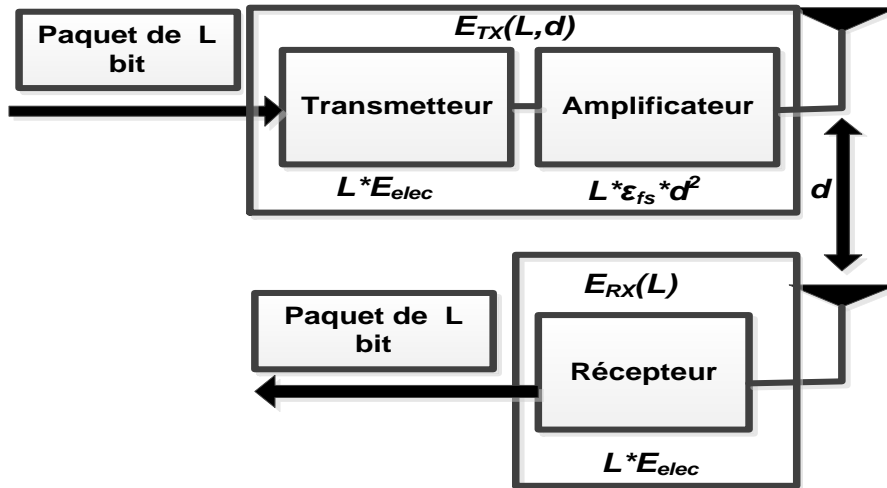 Paquet de L
bit
E_TX(L,d)
Transmetteur
Amplificateur
L*E_elec
L*ε_fs*d²
d
E_RX(L)
Paquet de L
bit
Récepteur
L*E_elec